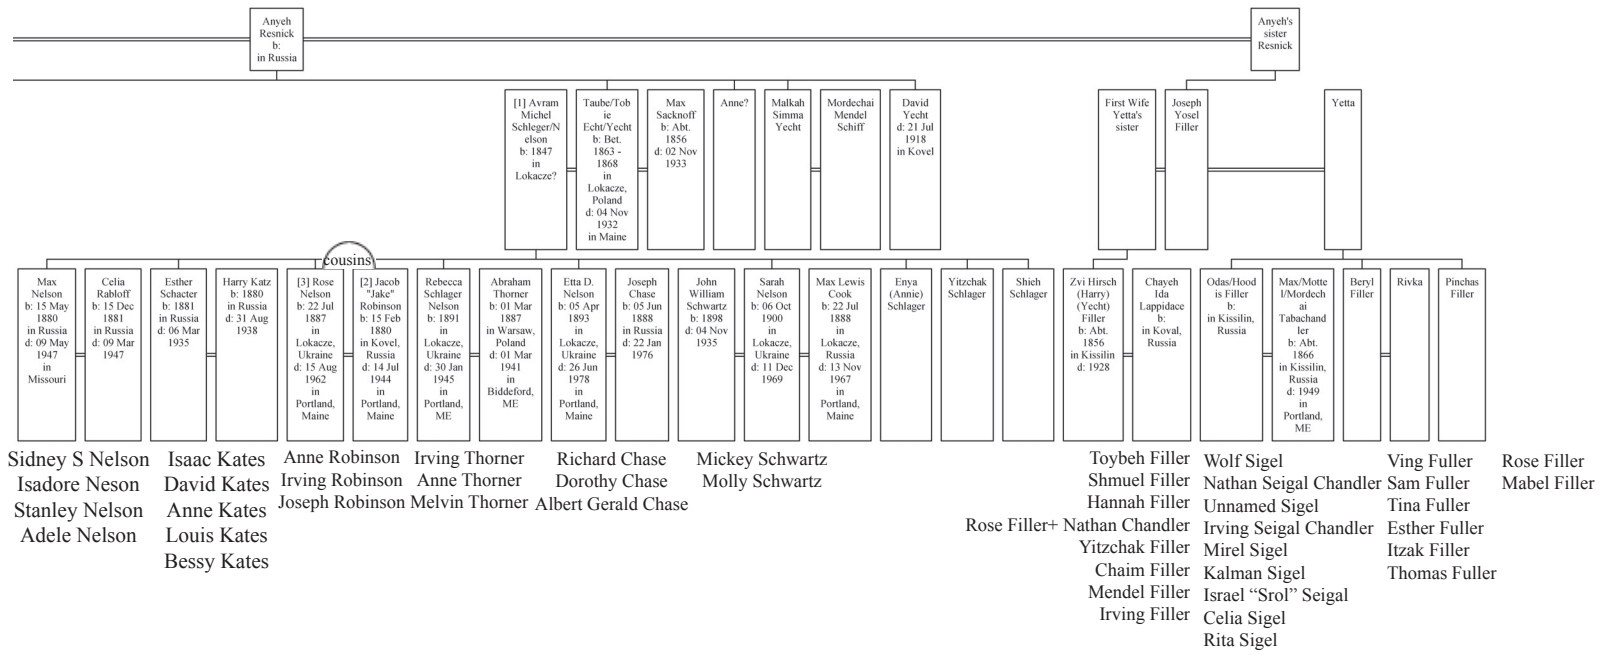 Anyeh
Resnick
b:
in Russia
Anyeh's
sister
Resnick
[1] Avram
Michel
Schleger/N
elson
b: 1847
in
Lokacze?
Taube/Tob
ie
Echt/Yecht
b: Bet.
1863 -
1868
in
Lokacze,
Poland
d: 04 Nov
1932
in Maine
Max
Sacknoff
b: Abt.
1856
d: 02 Nov
1933
Anne?
Malkah
Simma
Yecht
Mordechai
Mendel
Schiff
David
Yecht
d: 21 Jul
1918
in Kovel
First Wife
Yetta's
sister
Joseph
Yosel
Filler
Yetta
cousins
Max
Nelson
b: 15 May
1880
in Russia
d: 09 May
1947
in
Missouri
Celia
Rabloff
b: 15 Dec
1881
in Russia
d: 09 Mar
1947
Esther
Schacter
b: 1881
in Russia
d: 06 Mar
1935
Harry Katz
b: 1880
in Russia
d: 31 Aug
1938
[3] Rose
Nelson
b: 22 Jul
1887
in
Lokacze,
Ukraine
d: 15 Aug
1962
in
Portland,
Maine
[2] Jacob
"Jake"
Robinson
b: 15 Feb
1880
in Kovel,
Russia
d: 14 Jul
1944
in
Portland,
Maine
Rebecca
Schlager
Nelson
b: 1891
in
Lokacze,
Ukraine
d: 30 Jan
1945
in
Portland,
ME
Abraham
Thorner
b: 01 Mar
1887
in Warsaw,
Poland
d: 01 Mar
1941
in
Biddeford,
ME
Etta D.
Nelson
b: 05 Apr
1893
in
Lokacze,
Ukraine
d: 26 Jun
1978
in
Portland,
Maine
Joseph
Chase
b: 05 Jun
1888
in Russia
d: 22 Jan
1976
John
William
Schwartz
b: 1898
d: 04 Nov
1935
Sarah
Nelson
b: 06 Oct
1900
in
Lokacze,
Ukraine
d: 11 Dec
1969
Max Lewis
Cook
b: 22 Jul
1888
in
Lokacze,
Russia
d: 13 Nov
1967
in
Portland,
Maine
Enya
(Annie)
Schlager
Yitzchak
Schlager
Shieh
Schlager
Zvi Hirsch
(Harry)
(Yecht)
Filler
b: Abt.
1856
in Kissilin
d: 1928
Chayeh
Ida
Lappidace
b:
in Koval,
Russia
Odas/Hood
is Filler
b:
in Kissilin,
Russia
Max/Motte
l/Mordech
ai
Tabachand
ler
b: Abt.
1866
in Kissilin,
Russia
d: 1949
in
Portland,
ME
Beryl
Filler
Rivka
Pinchas
Filler
Sidney S Nelson
Isadore Neson
Stanley Nelson
Adele Nelson
Isaac Kates
David Kates
Anne Kates
Louis Kates
Bessy Kates
Anne Robinson
Irving Robinson
Joseph Robinson
Irving Thorner
Anne Thorner
Melvin Thorner
Richard Chase
Dorothy Chase
Albert Gerald Chase
Mickey Schwartz
Molly Schwartz
Toybeh Filler
Shmuel Filler
Hannah Filler
Rose Filler+ Nathan Chandler
Yitzchak Filler
Chaim Filler
Mendel Filler
Irving Filler
Wolf Sigel
Nathan Seigal Chandler
Unnamed Sigel
Irving Seigal Chandler
Mirel Sigel
Kalman Sigel
Israel “Srol” Seigal
Celia Sigel
Rita Sigel
Ving Fuller
Sam Fuller
Tina Fuller
Esther Fuller
Itzak Filler
Thomas Fuller
Rose Filler
Mabel Filler